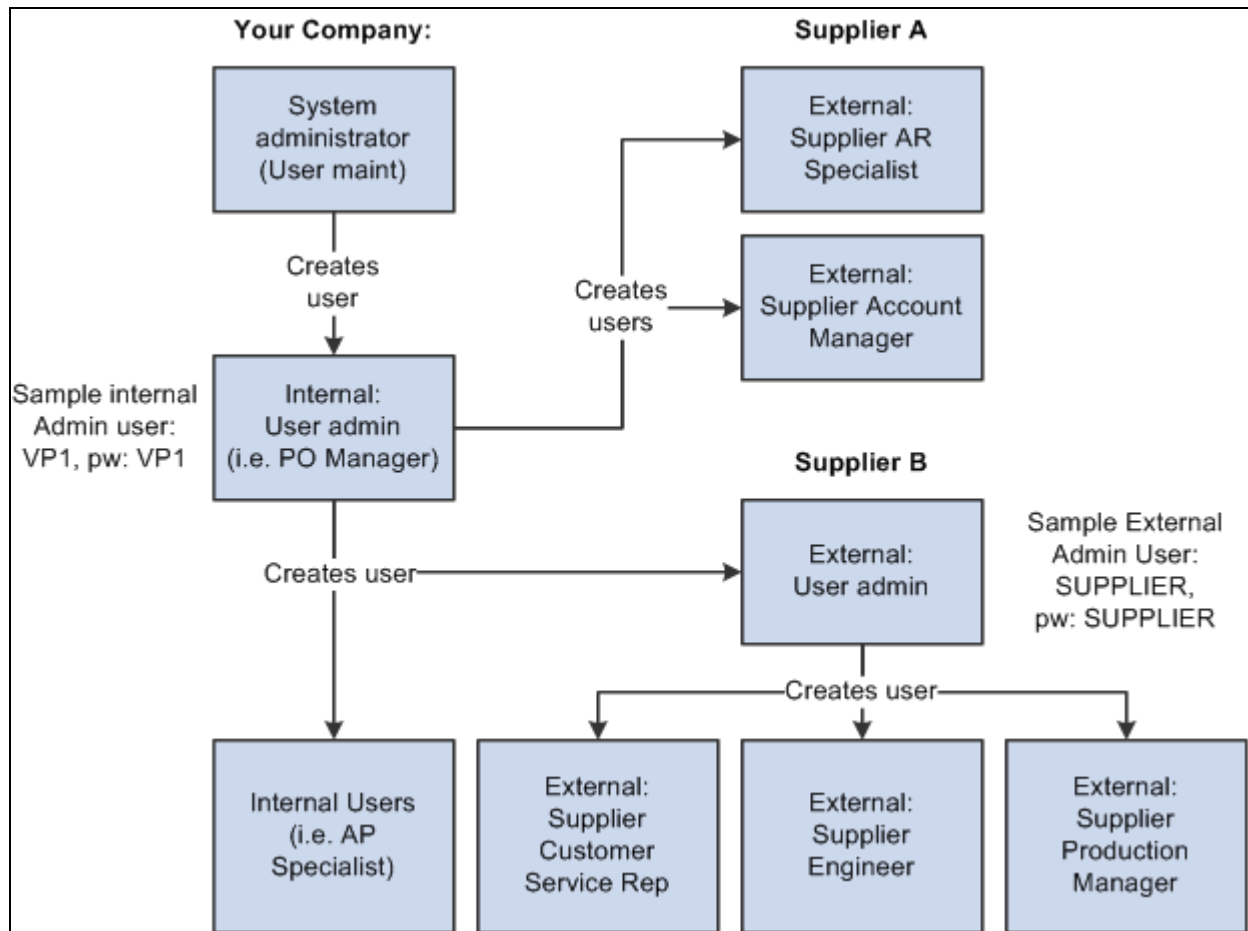 Your Company:
Supplier A
System
administrator
(User maint)
External:
Supplier AR
Specialist
Creates
user
Creates
users
External:
Supplier Account
Manager
Sample internal
Admin user:
VP1, pw: VP1
Internal:
User admin
(i.e. PO Manager)
Supplier B
External:
User admin
Sample External
Admin User:
SUPPLIER,
pw: SUPPLIER
Creates user
Creates user
Internal Users
(i.e. AP
Specialist)
External:
Supplier
Customer
Service Rep
External:
Supplier
Engineer
External:
Supplier
Production
Manager